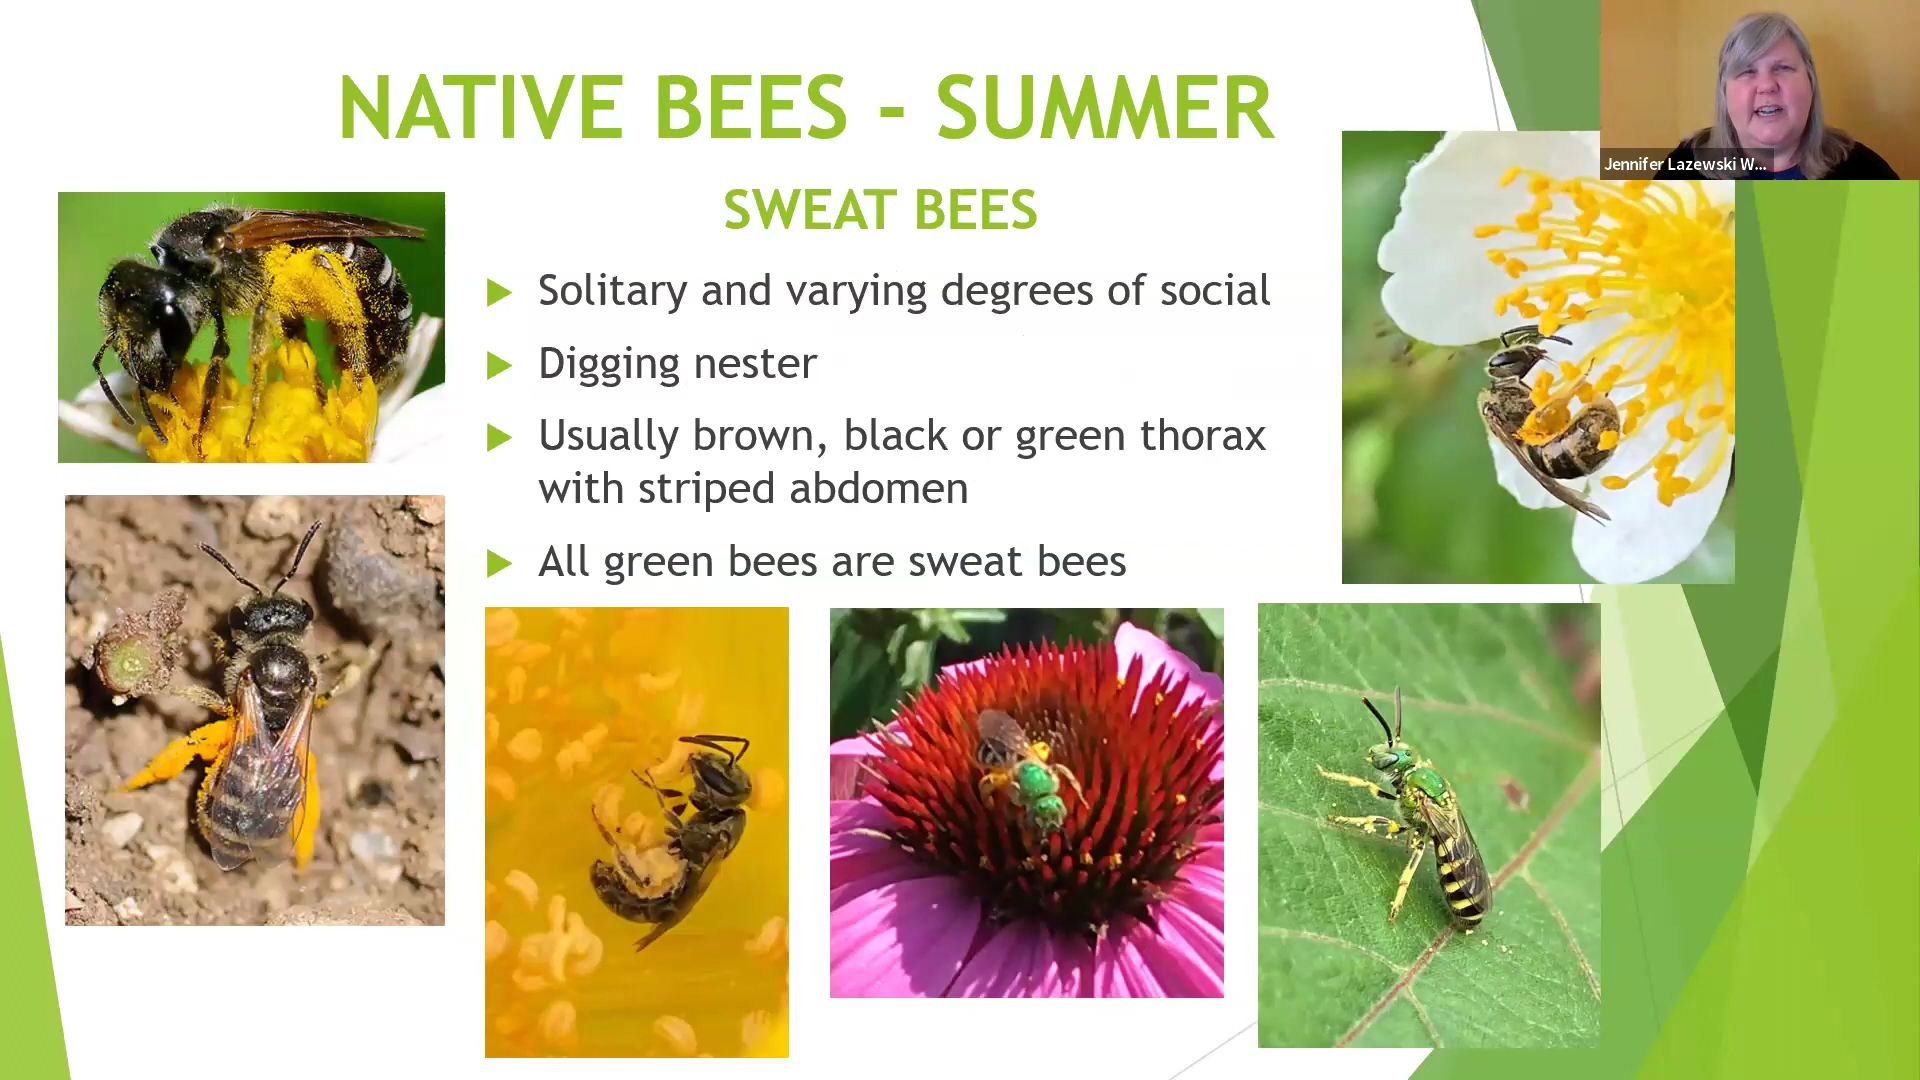 NATIVE BEES - SUMMER
SWEAT BEES
Solitary and varying degrees of social
Digging nester
Usually brown, black or green thorax
with striped abdomen
All green bees are sweat bees
Jennifer Lazewski W...